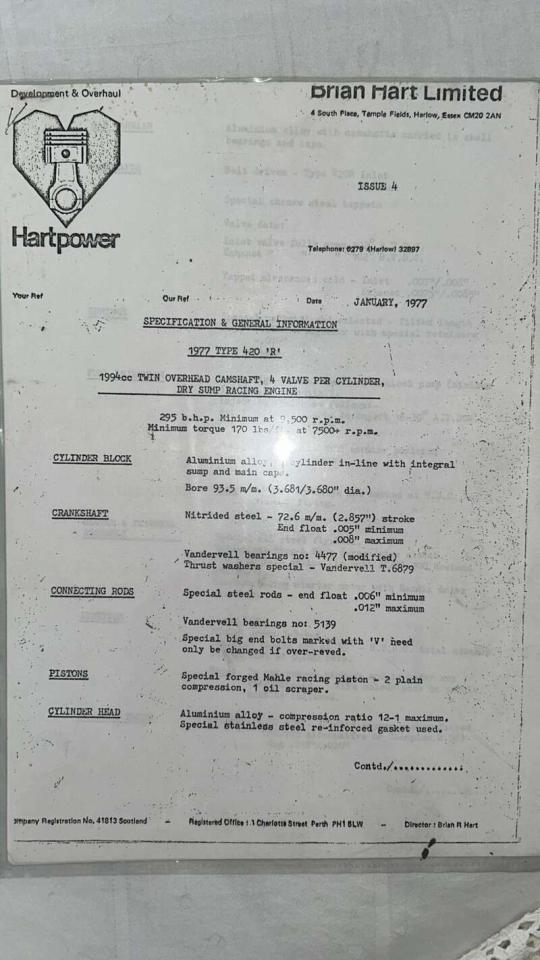 Development & Overhaul
Brian Hart Limited
4 South Place, Temple Fields, Harlow, Essex CM20 2AN
ISSUE 4
Hartpower
Telephone: 0279 (Harlow) 32897
Your Ref
Our Ref
Date
JANUARY, 1977
SPECIFICATION & GENERAL INFORMATION
1977 TYPE 420 'R'
1994cc TWIN OVERHEAD CAMSHAFT, 4 VALVE PER CYLINDER,
DRY SUMP RACING ENGINE
295 b.h.p. Minimum at 9,500 r.p.m.
Minimum torque 170 lbs/ at 7500+ r.p.m.
CYLINDER BLOCK
Aluminium alloy, cylinder in-line with integral
sump and main caps.
Bore 93.5 m/m. (3.681/3.680" dia.)
CRANKSHAFT
Nitrided steel - 72.6 m/m. (2.857") stroke
End float .005" minimum
.008" maximum
Vandervell bearings no: 4477 (modified)
Thrust washers special - Vandervell T.6879
CONNECTING RODS
Special steel rods - end float .006" minimum
.012" maximum
Vandervell bearings no: 5139
Special big end bolts marked with 'V' need
only be changed if over-reved.
PISTONS
Special forged Mahle racing piston - 2 plain
compression, 1 oil scraper.
CYLINDER HEAD
Aluminium alloy - compression ratio 12-1 maximum.
Special stainless steel re-inforced gasket used.
Contd./.............
ompany Registration No. 41813 Scotland - Registered Office : 1 Charlotte Street Perth PH1 5LW - Director : Brian R Hart